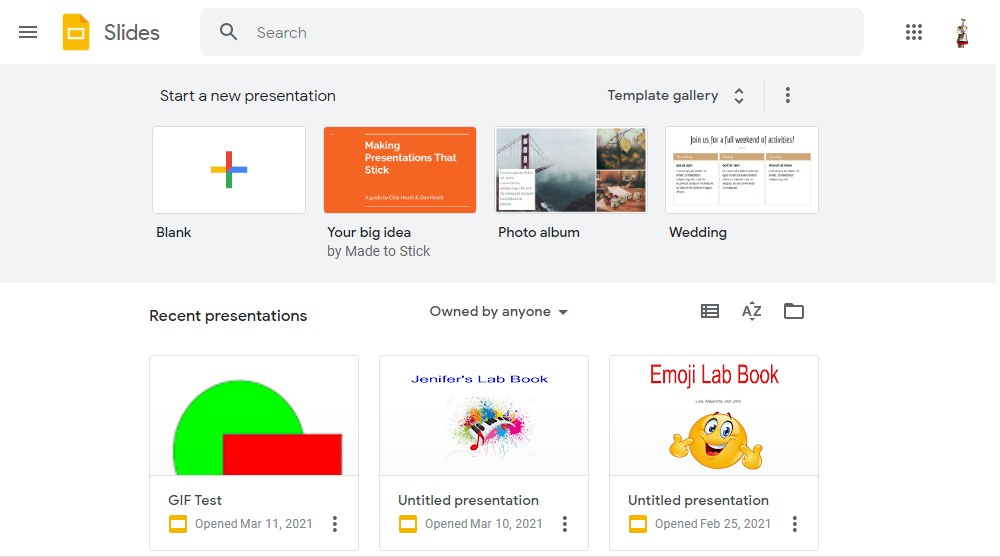 Slides
Search
Start a new presentation
Template gallery
Making
Presentations That
Stick
A guide by Chip Heath & Dan Heath
Join us for a full weekend of activities!
Blank
Your big idea
by Made to Stick
Photo album
Wedding
Recent presentations
Owned by anyone
AZ
Jenifer's Lab Book
Emoji Lab Book
Lula, Alejandra, and John
GIF Test
Opened Mar 11, 2021
Untitled presentation
Opened Mar 10, 2021
Untitled presentation
Opened Feb 25, 2021